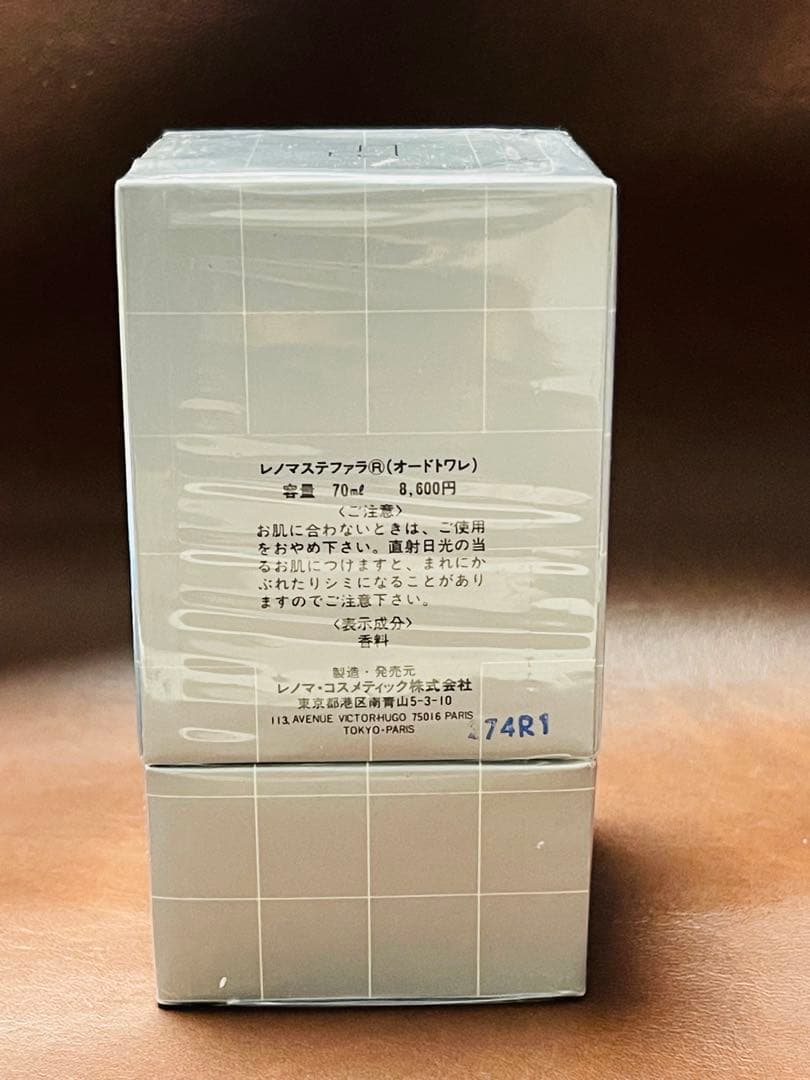 レノマステファラⓇ(オードトワレ)
容量 70ml 8,600円
〈ご注意〉
お肌に合わないときは、ご使用
をおやめ下さい。直射日光の当
るお肌につけますと、まれにか
ぶれたりシミになることがあり
ますのでご注意下さい。
〈表示成分〉
香料
製造・発売元
レノマ・コスメティック株式会社
東京都港区南青山5-3-10
113, AVENUE VICTOR-HUGO 75016 PARIS
TOKYO-PARIS
74R1